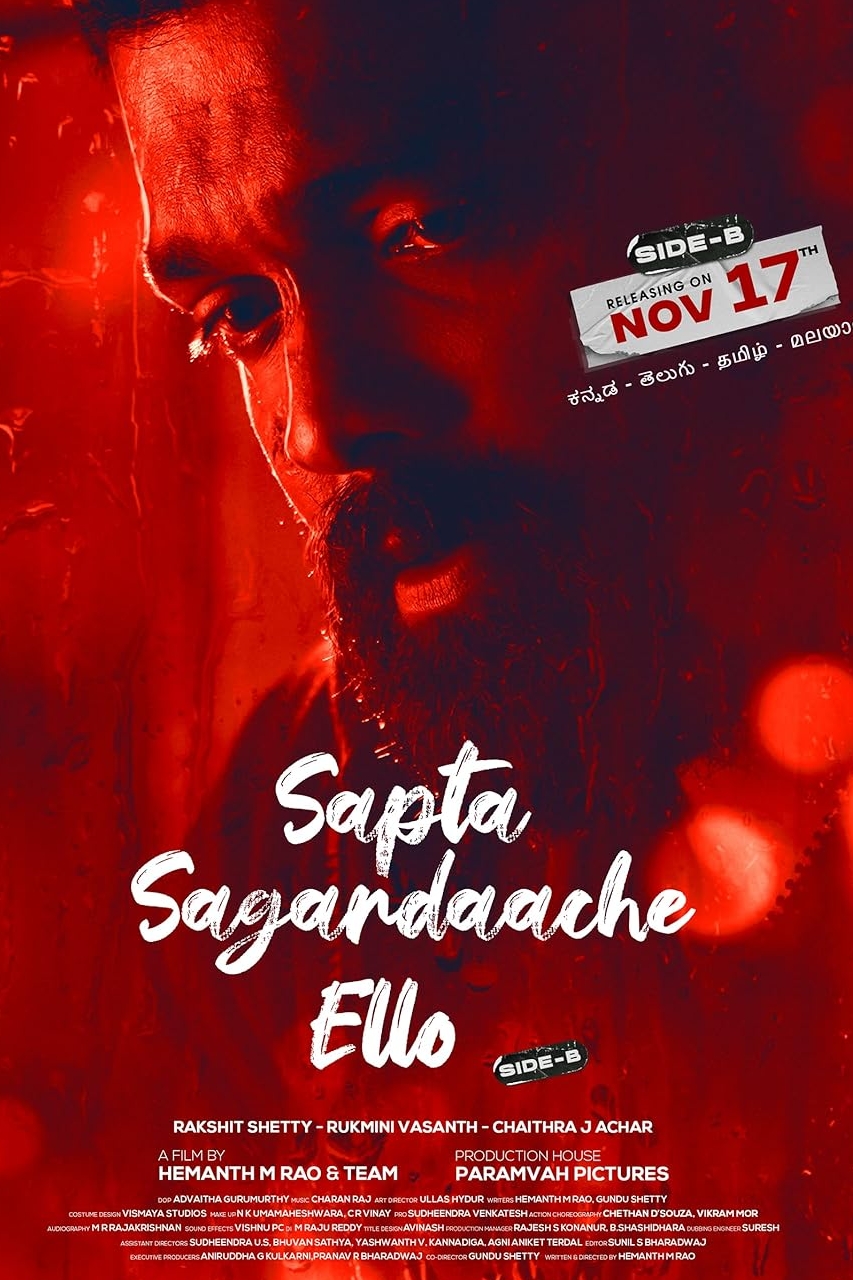 SIDE-B
RELEASING ON
NOV 17TH
ಕನ್ನಡ - తెలుగు - தமிழ் - മലയാ
Sapta
Sagaradaache
Ello
SIDE-B
RAKSHIT SHETTY - RUKMINI VASANTH - CHAITHRA J ACHAR
A FILM BY
HEMANTH M RAO & TEAM
PRODUCTION HOUSE
PARAMVAH PICTURES
DOP ADVAITHA GURUMURTHY MUSIC CHARAN RAJ ART DIRECTOR ULLAS HYDUR WRITERS HEMANTH M RAO, GUNDU SHETTY
COSTUME DESIGN VISMAYA STUDIOS MAKE UP N K UMAMAHESHWARA, C R VINAY PRO SUDHEENDRA VENKATESH ACTION CHOREOGRAPHY CHETHAN D'SOUZA, VIKRAM MOR
AUDIOGRAPHY M R RAJAKRISHNAN SOUND EFFECTS VISHNU PC DI M RAJU REDDY TITLE DESIGN AVINASH PRODUCTION MANAGER RAJESH S KONANUR, B.SHASHIDHARA DUBBING ENGINEER SURESH
ASSISTANT DIRECTORS SUDHEENDRA U.S, BHUVAN SATHYA, YASHWANTH V, KANNADIGA, AGNI ANIKET TERDAL EDITOR SUNIL S BHARADWAJ
EXECUTIVE PRODUCERS ANIRUDDHA G KULKARNI,PRANAV R BHARADWAJ CO-DIRECTOR GUNDU SHETTY WRITTEN & DIRECTED BY HEMANTH M RAO